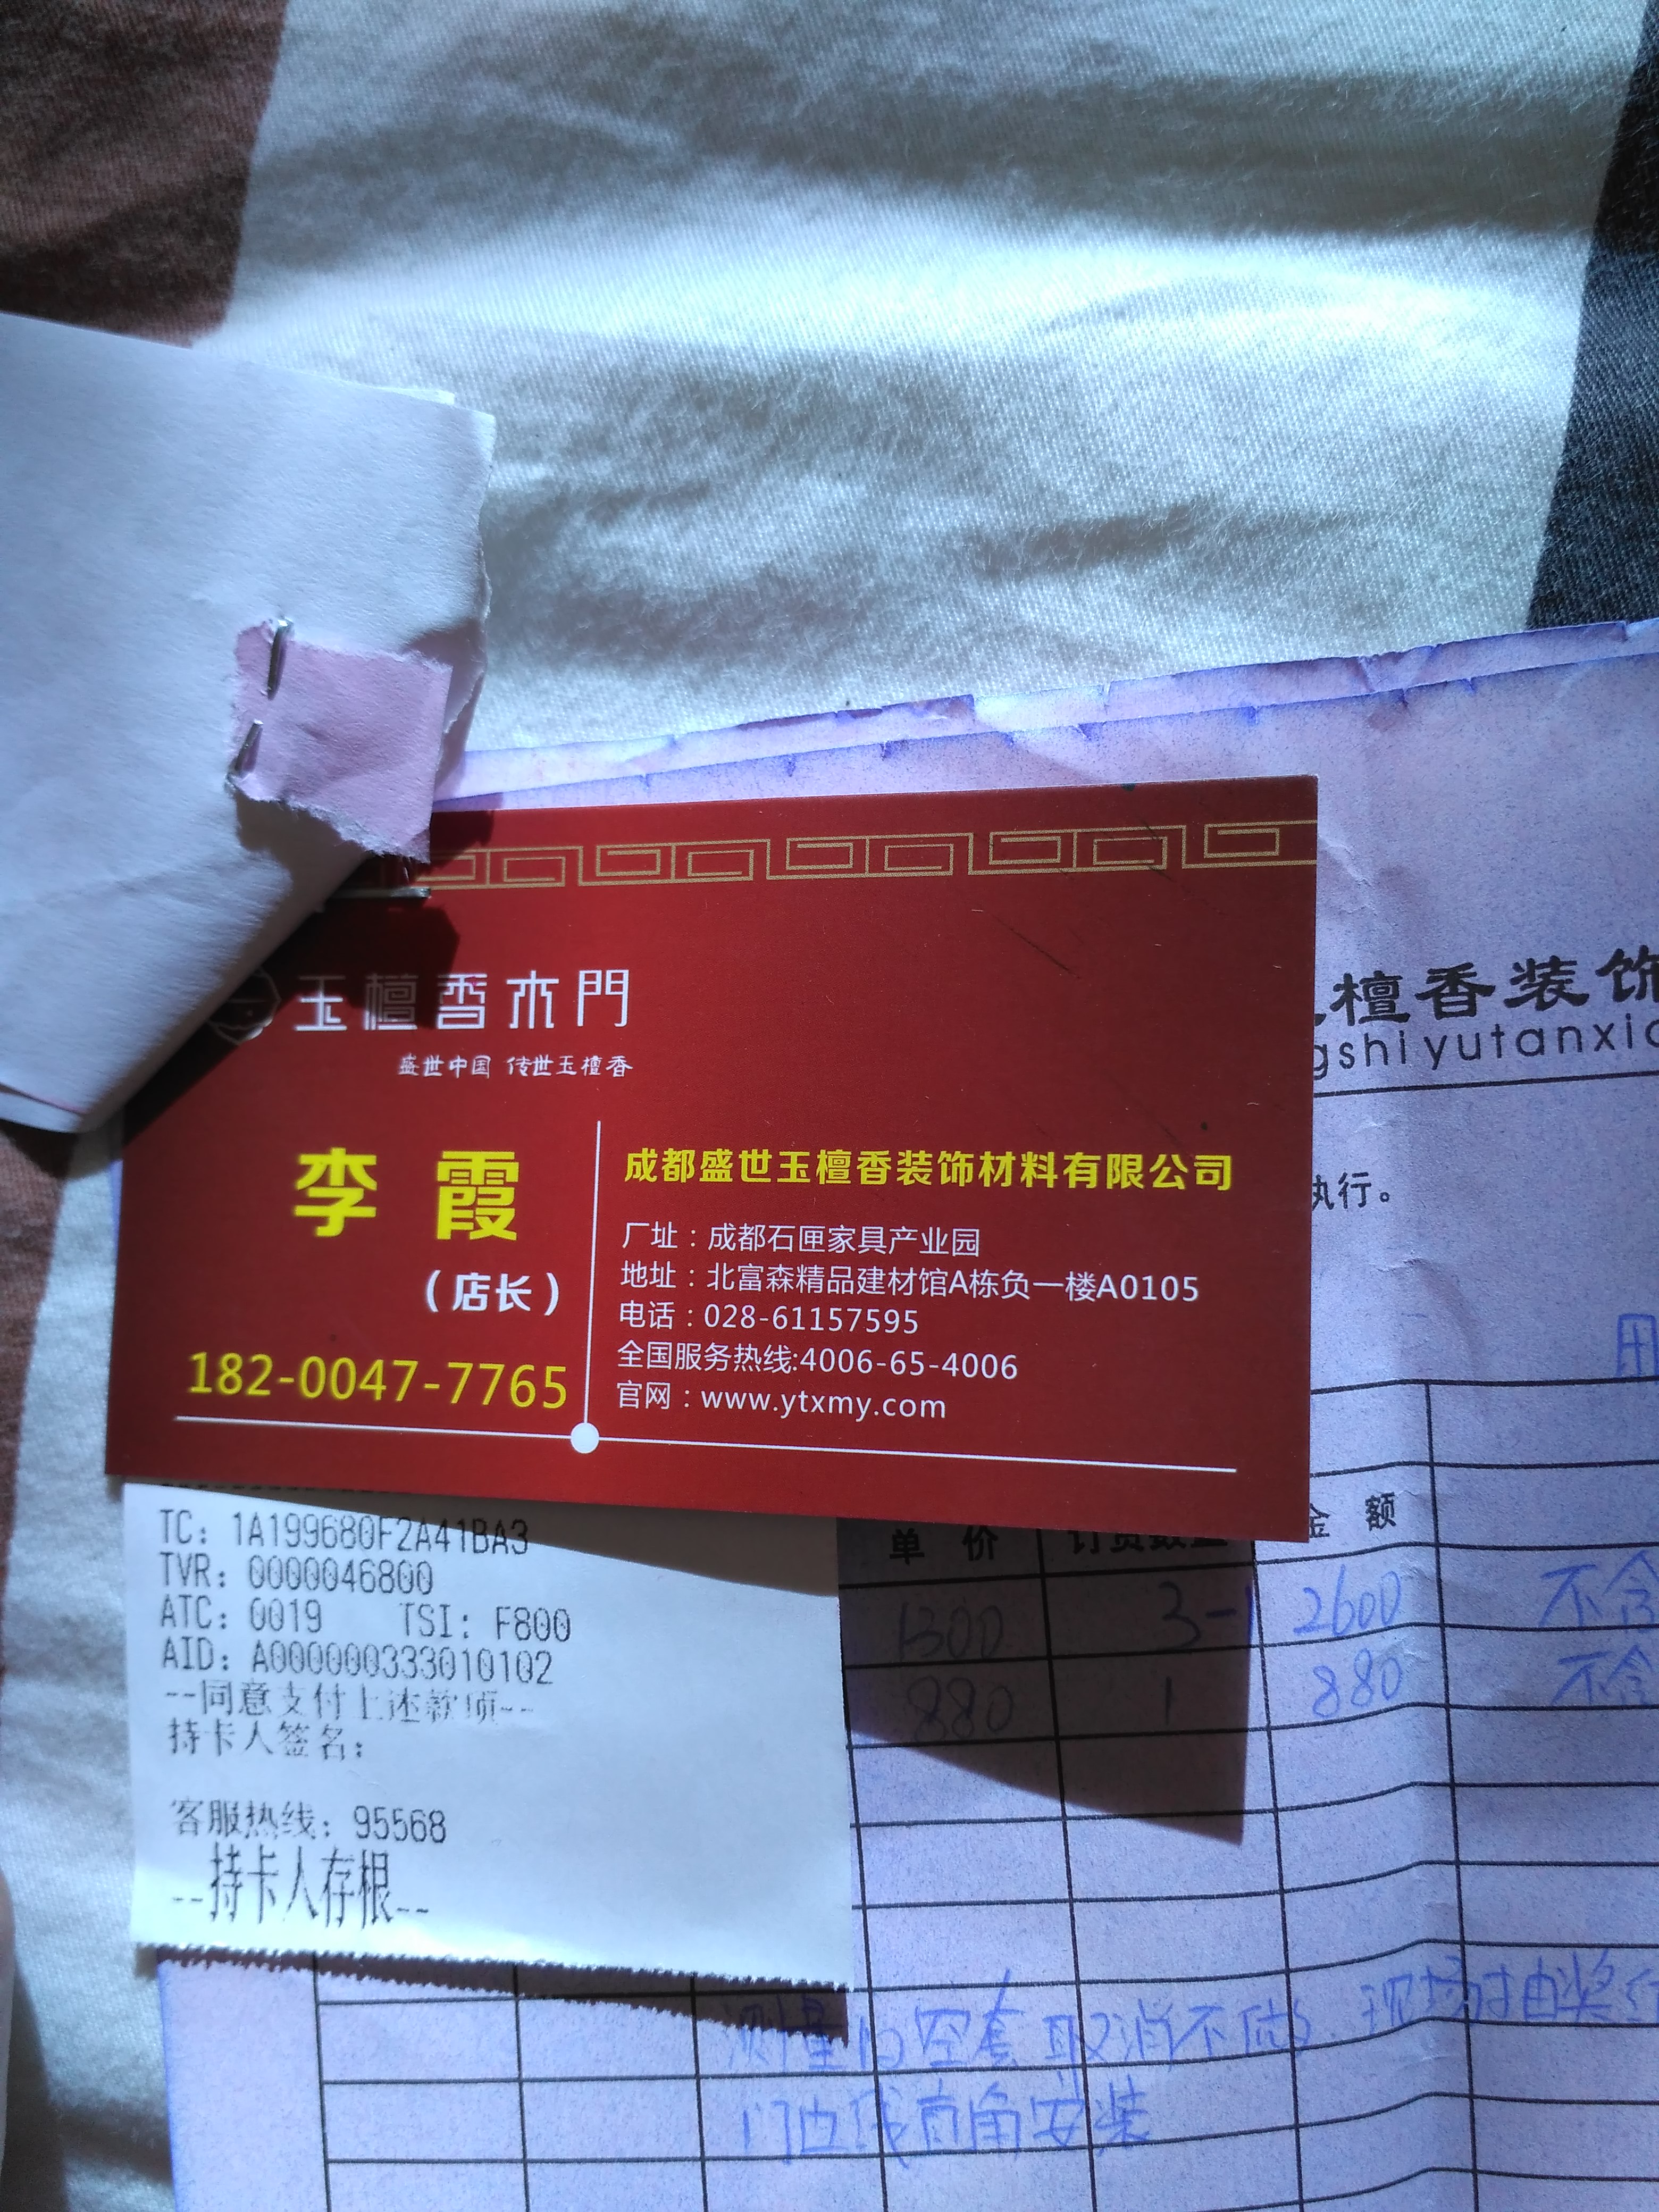 玉檀香木門
盛世中国 传世玉檀香
李霞
（店长）
182-0047-7765
成都盛世玉檀香装饰材料有限公司
厂址：成都石匣家具产业园
地址：北富森精品建材馆A栋负一楼A0105
电话：028-61157595
全国服务热线:4006-65-4006
官网：www.ytxmy.com
檀香装饰
gshiyutanxia
执行。
单价 订货数量 金额
1300 3-1 2600 不含
880 1 880 不含
TC: 1A199680F2A41BA3
TVR: 0000046800
ATC: 0019 TSI: F800
AID: A000000333010102
--同意支付上述款项--
持卡人签名:
客服热线: 95568
--持卡人存根--
测量的空套取消不做 现场抽奖
直角安装